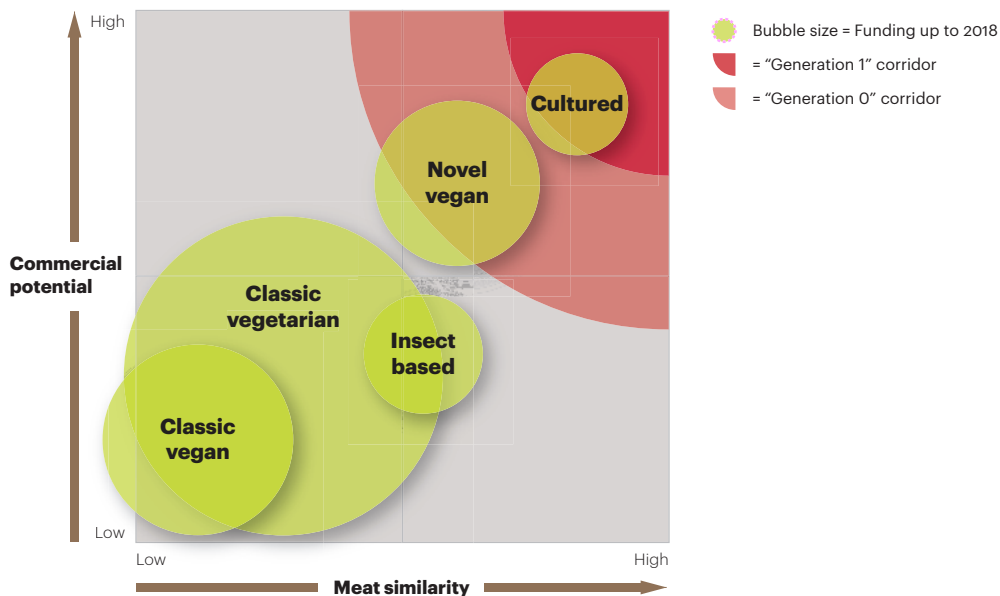 High
Bubble size = Funding up to 2018
= “Generation 1” corridor
= “Generation 0” corridor
Cultured
Novel
vegan
Commercial
potential
Classic
vegetarian
Insect
based
Classic
vegan
Low
Low
High
Meat similarity